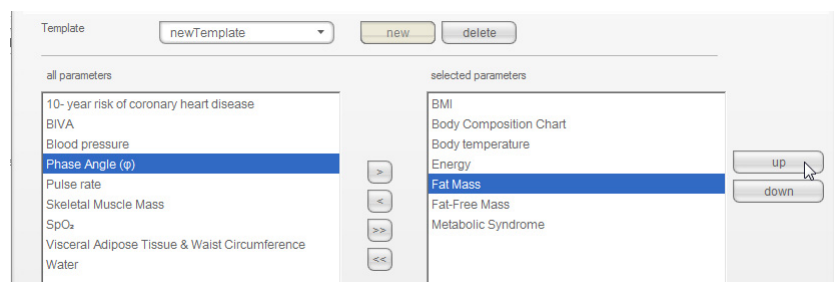 Template
newTemplate
new
delete
all parameters
10- year risk of coronary heart disease
BIVA
Blood pressure
Phase Angle (φ)
Pulse rate
Skeletal Muscle Mass
SpO₂
Visceral Adipose Tissue & Waist Circumference
Water
>
<
>>
<<
selected parameters
BMI
Body Composition Chart
Body temperature
Energy
Fat Mass
Fat-Free Mass
Metabolic Syndrome
up
down